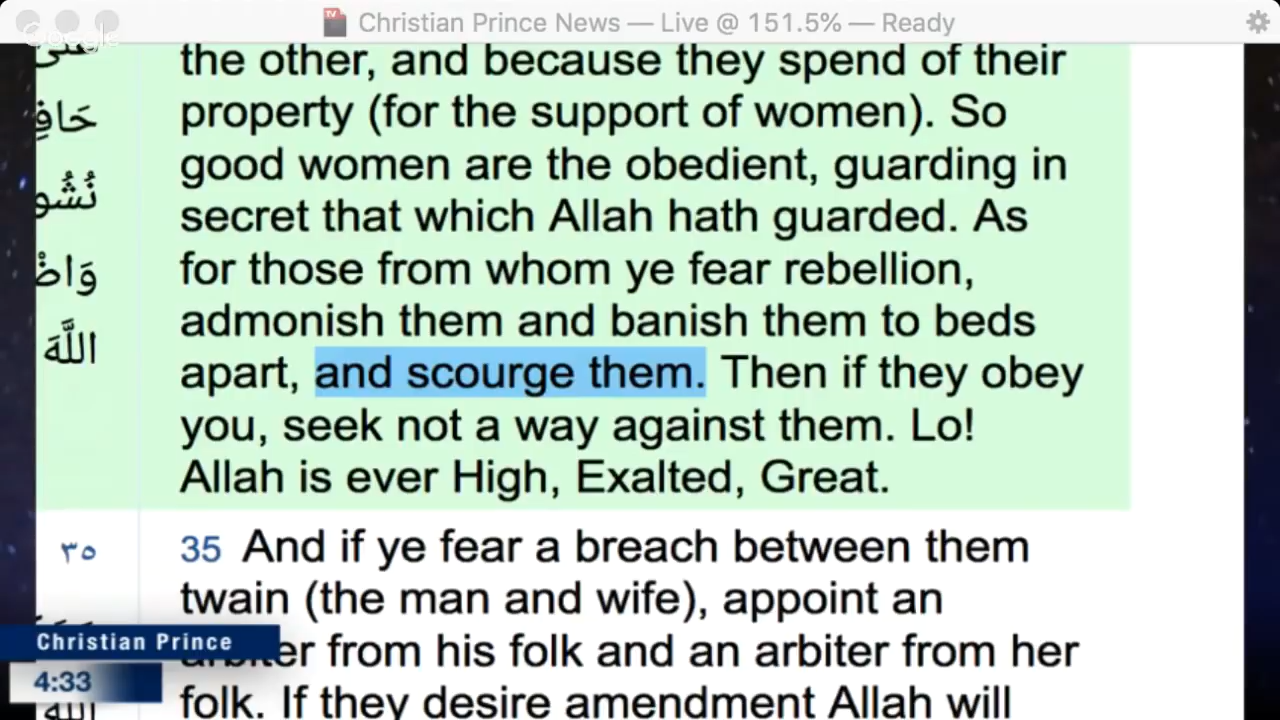 Christian Prince News — Live @ 151.5% — Ready
Google
the other, and because they spend of their
property (for the support of women). So
good women are the obedient, guarding in
secret that which Allah hath guarded. As
for those from whom ye fear rebellion,
admonish them and banish them to beds
apart, and scourge them. Then if they obey
you, seek not a way against them. Lo!
Allah is ever High, Exalted, Great.
اللَّهَ
35 And if ye fear a breach between them
٣٥
twain (the man and wife), appoint an
arbiter from his folk and an arbiter from her
folk. If they desire amendment Allah will
Christian Prince
4:33